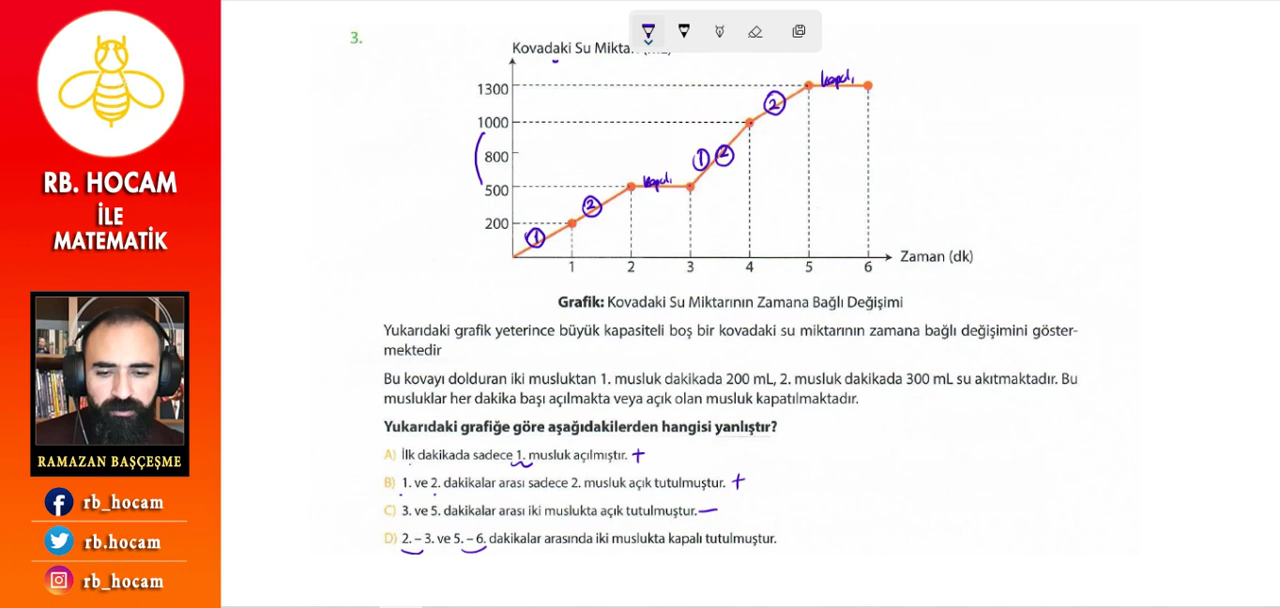 RB. HOCAM
İLE
MATEMATİK
RAMAZAN BAŞÇEŞME
rb_hocam
rb.hocam
rb_hocam
3.
Kovadaki Su
1300
1000
800
500
200
1 2 3 4 5 6
Zaman (dk)
1
2
kapalı
1 2
2
kapalı
Grafik: Kovadaki Su Miktarının Zamana Bağlı Değişimi
Yukarıdaki grafik yeterince büyük kapasiteli boş bir kovadaki su miktarının zamana bağlı değişimini göster-
mektedir
Bu kovayı dolduran iki musluktan 1. musluk dakikada 200 mL, 2. musluk dakikada 300 mL su akıtmaktadır. Bu
musluklar her dakika başı açılmakta veya açık olan musluk kapatılmaktadır.
Yukarıdaki grafiğe göre aşağıdakilerden hangisi yanlıştır?
A) İlk dakikada sadece 1. musluk açılmıştır. +
B) 1. ve 2. dakikalar arası sadece 2. musluk açık tutulmuştur. +
C) 3. ve 5. dakikalar arası iki muslukta açık tutulmuştur. —
D) 2. – 3. ve 5. – 6. dakikalar arasında iki muslukta kapalı tutulmuştur.